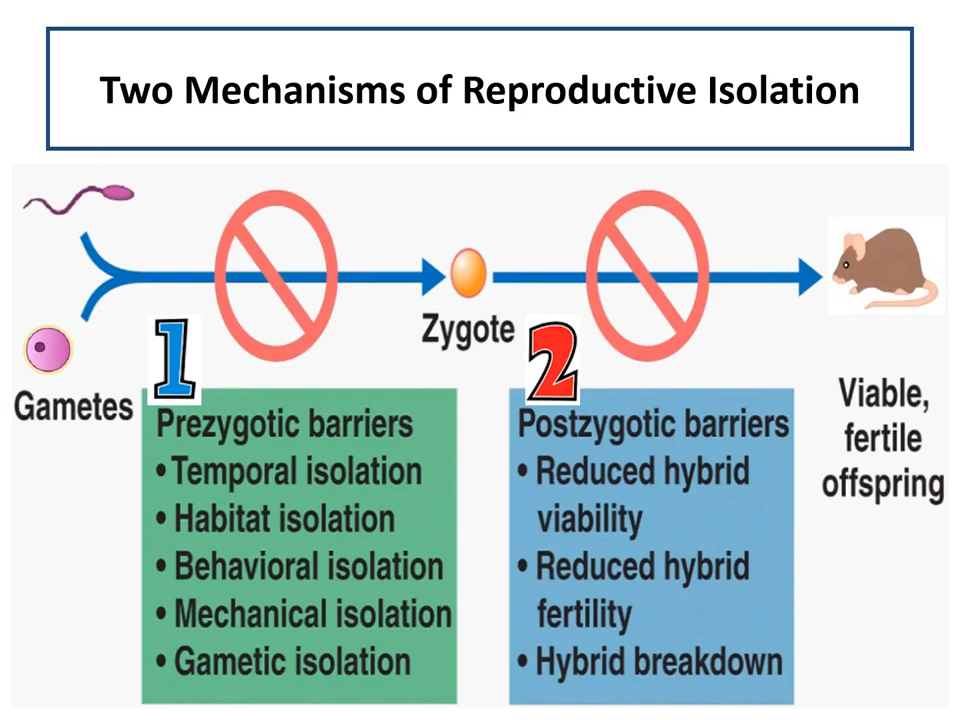 Two Mechanisms of Reproductive Isolation
Gametes
Zygote
1
Prezygotic barriers
• Temporal isolation
• Habitat isolation
• Behavioral isolation
• Mechanical isolation
• Gametic isolation
2
Postzygotic barriers
• Reduced hybrid
viability
• Reduced hybrid
fertility
• Hybrid breakdown
Viable,
fertile
offspring